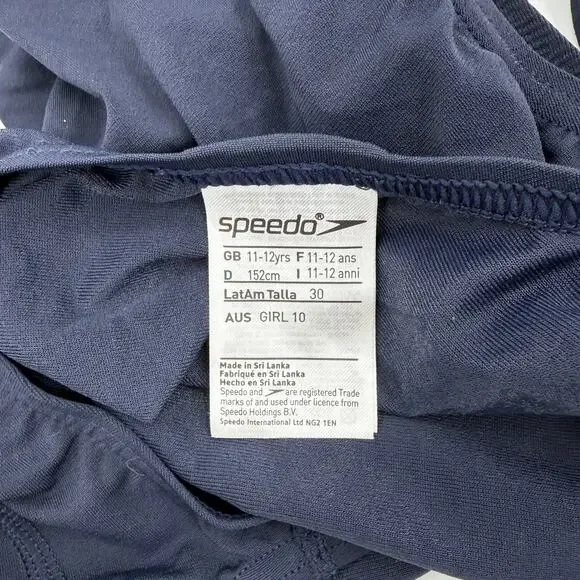 speedo®
GB 11-12yrs F 11-12 ans
D 152cm I 11-12 anni
LatAm Talla 30
AUS GIRL 10
Made in Sri Lanka
Fabriqué en Sri Lanka
Hecho en Sri Lanka
Speedo and are registered Trade
marks of and used under licence from
Speedo Holdings B.V.
Speedo International Ltd NG2 1EN